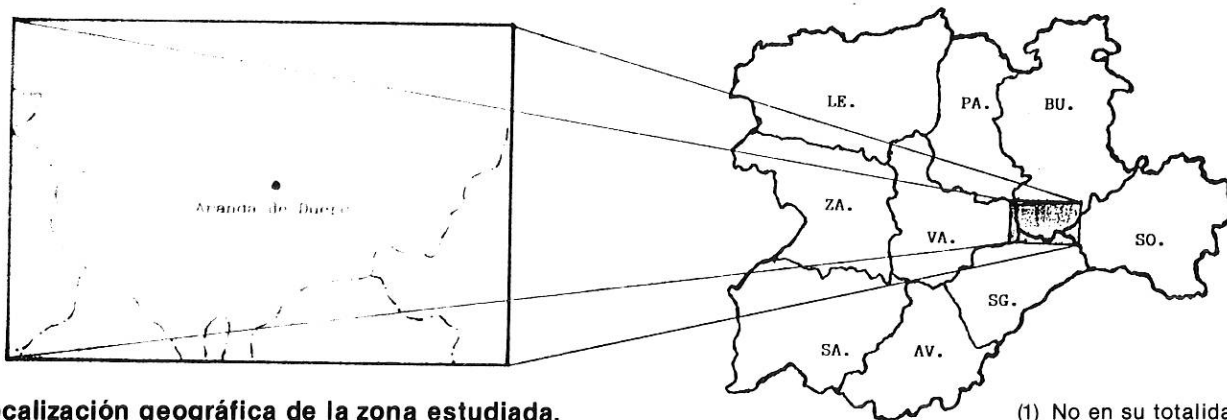 LE.
PA.
BU.
ZA.
VA.
SO.
SG.
SA.
AV.
Aranda de Duero
localización geográfica de la zona estudiada.
(1) No en su totalida